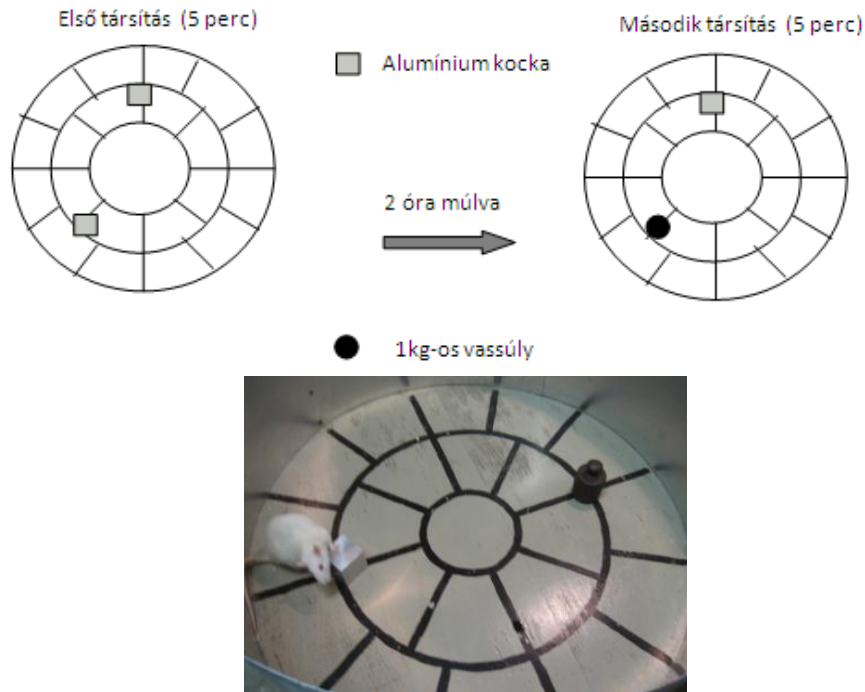 Első társítás (5 perc)
Második társítás (5 perc)
Alumínium kocka
2 óra múlva
1kg-os vassúly